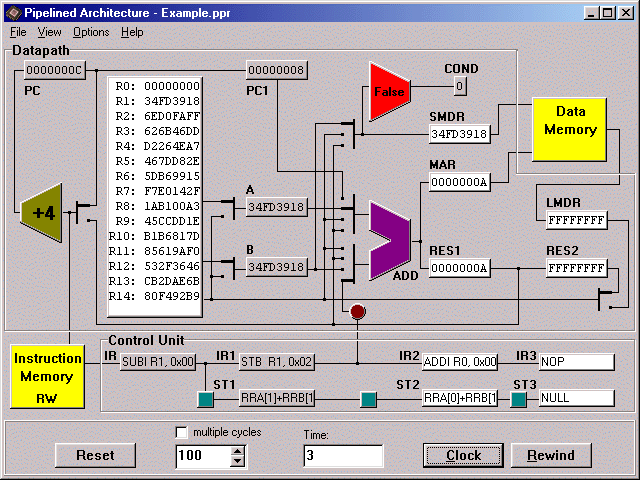 Pipelined Architecture - Example.ppr
File View Options Help
Datapath
0000000C
PC
00000008
PC1
R0: 00000000
R1: 34FD3918
R2: 6ED0FAFF
R3: 626B46DD
R4: D2264EA7
R5: 467DD82E
R6: 5DB69915
R7: F7E0142F
R8: 1AB100A3
R9: 45CCDD1E
R10: B1B6817D
R11: 85619AF0
R12: 532F3646
R13: CB2DAE6B
R14: 80F492B9
+4
A
34FD3918
B
34FD3918
False
COND
0
SMDR
34FD3918
MAR
0000000A
RES1
0000000A
ADD
Data
Memory
LMDR
FFFFFFFF
RES2
FFFFFFFF
Instruction
Memory
RW
Control Unit
IR SUBI R1, 0x00
IR1 STB R1, 0x02
IR2 ADDI R0, 0x00
IR3 NOP
ST1 RRA[1]+RRB[1
ST2 RRA[0]+RRB[1
ST3 NULL
Reset
multiple cycles
100
Time:
3
Clock
Rewind